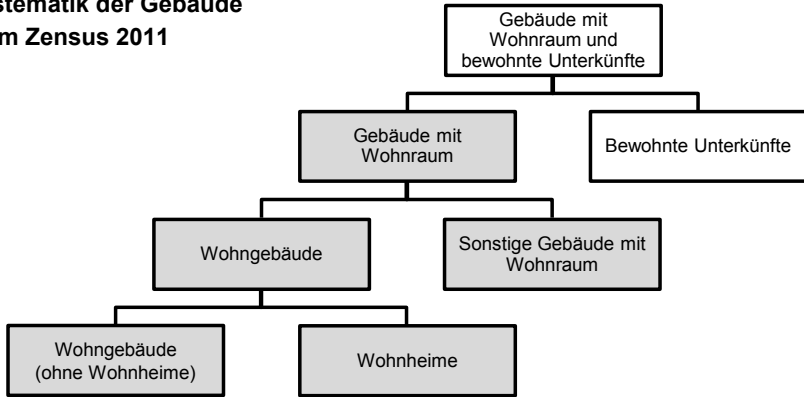 stematik der Gebäude
m Zensus 2011
Gebäude mit
Wohnraum und
bewohnte Unterkünfte
Gebäude mit
Wohnraum
Bewohnte Unterkünfte
Wohngebäude
Sonstige Gebäude mit
Wohnraum
Wohngebäude
(ohne Wohnheime)
Wohnheime